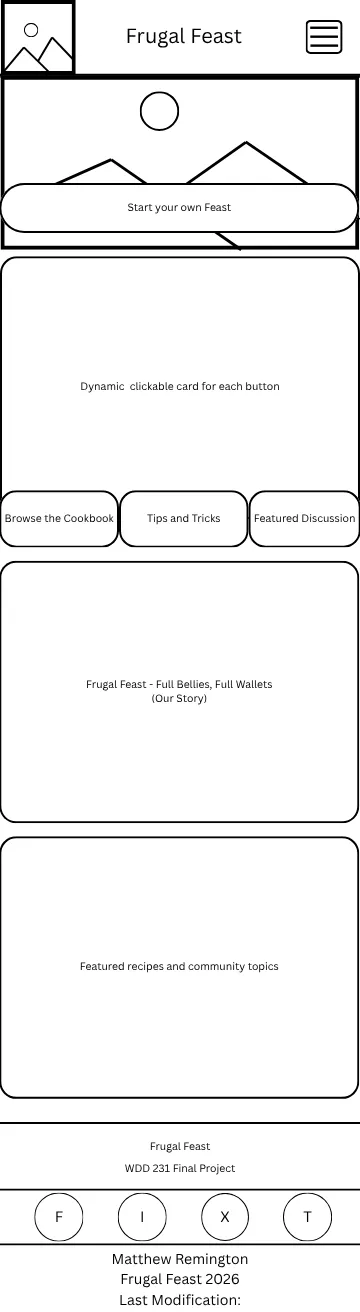 Frugal Feast
Start your own Feast
Dynamic clickable card for each button
Browse the Cookbook
Tips and Tricks
Featured Discussion
Frugal Feast - Full Bellies, Full Wallets
(Our Story)
Featured recipes and community topics
Frugal Feast
WDD 231 Final Project
F
I
X
T
Matthew Remington
Frugal Feast 2026
Last Modification: